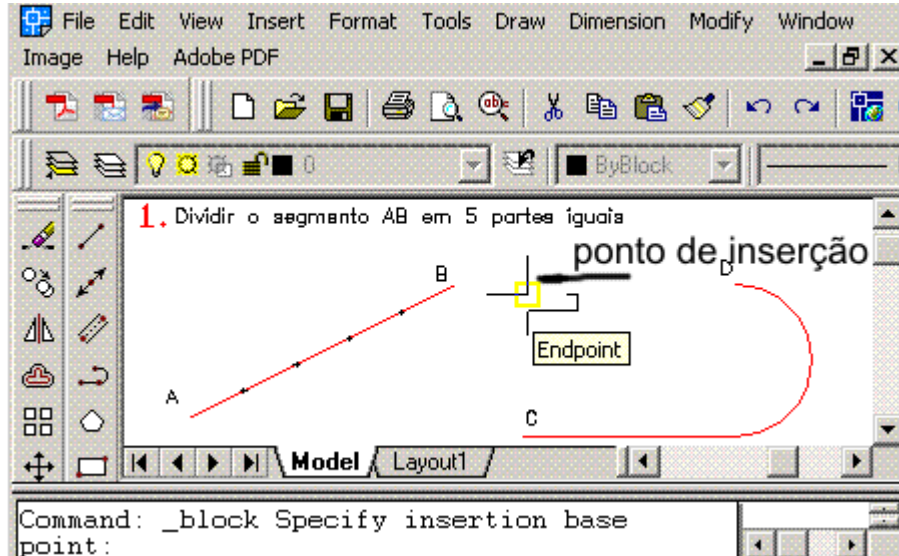 File Edit View Insert Format Tools Draw Dimension Modify Window
Image Help Adobe PDF
0
ByBlock
1. Dividir o segmento AB em 5 partes iguais
ponto de inserção
D
B
Endpoint
A
C
Model Layout1
Command: _block Specify insertion base
point: